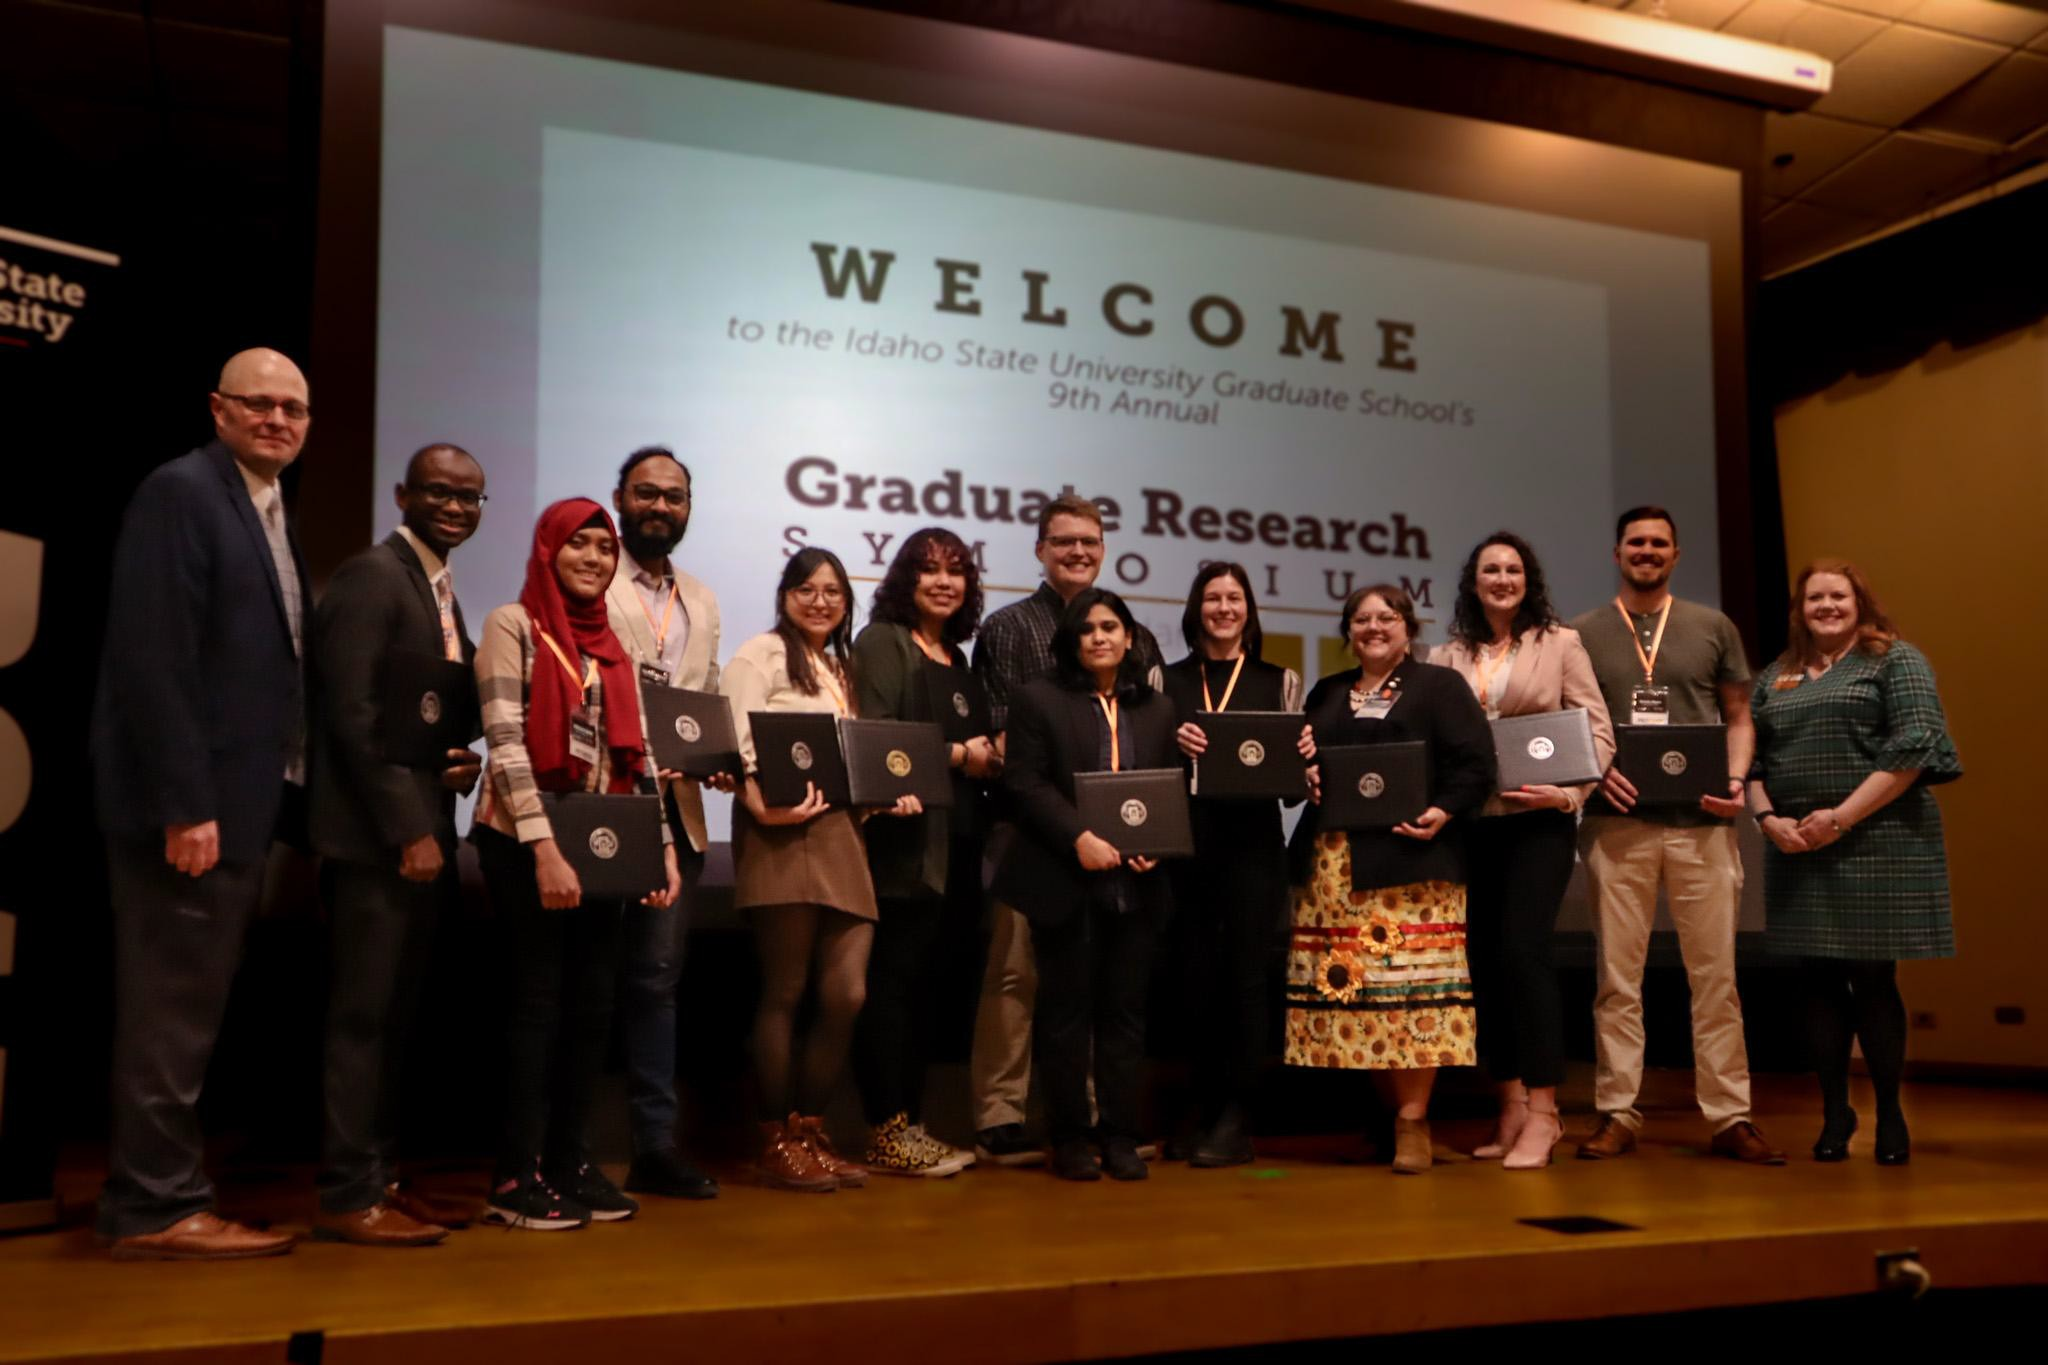 State
sity
WELCOME
to the Idaho State University Graduate School's
9th Annual
Graduate Research
SYMPOSIUM